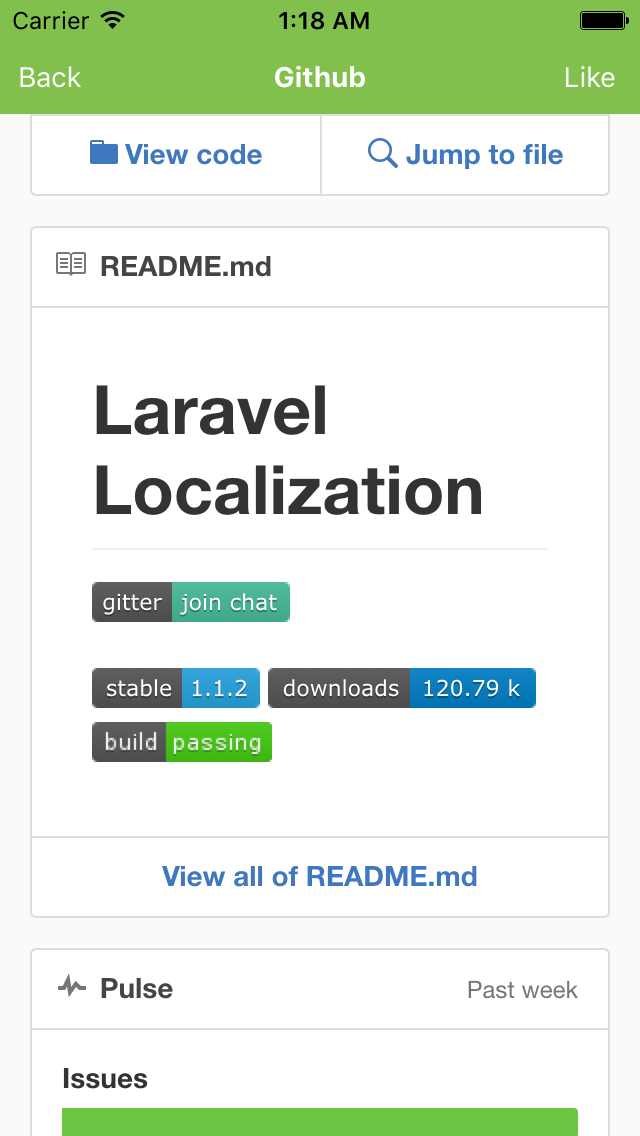 Carrier 1:18 AM
Back Github Like
View code Jump to file
README.md
Laravel
Localization
gitter join chat
stable 1.1.2 downloads 120.79 k
build passing
View all of README.md
Pulse Past week
Issues